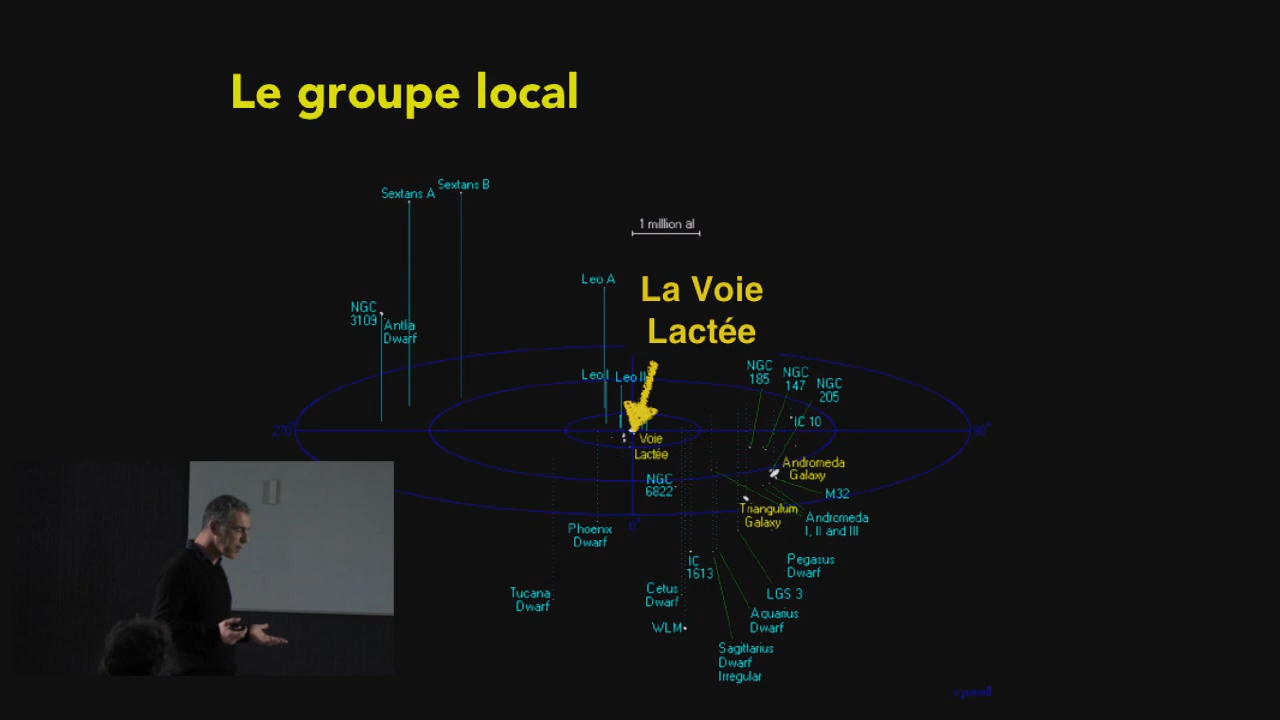 Le groupe local
Sextans A
Sextans B
1 million al
Leo A
La Voie
Lactée
NGC
3109
Antlia
Dwarf
Leo I
Leo II
NGC
185
NGC
147
NGC
205
IC 10
270°
90°
Voie
Lactée
Andromeda
Galaxy
NGC
6822
M32
Triangulum
Galaxy
Andromeda
I, II and III
0°
Phoenix
Dwarf
IC
1613
Pegasus
Dwarf
LGS 3
Tucana
Dwarf
Cetus
Dwarf
Aquarius
Dwarf
WLM
Sagittarius
Dwarf
Irregular